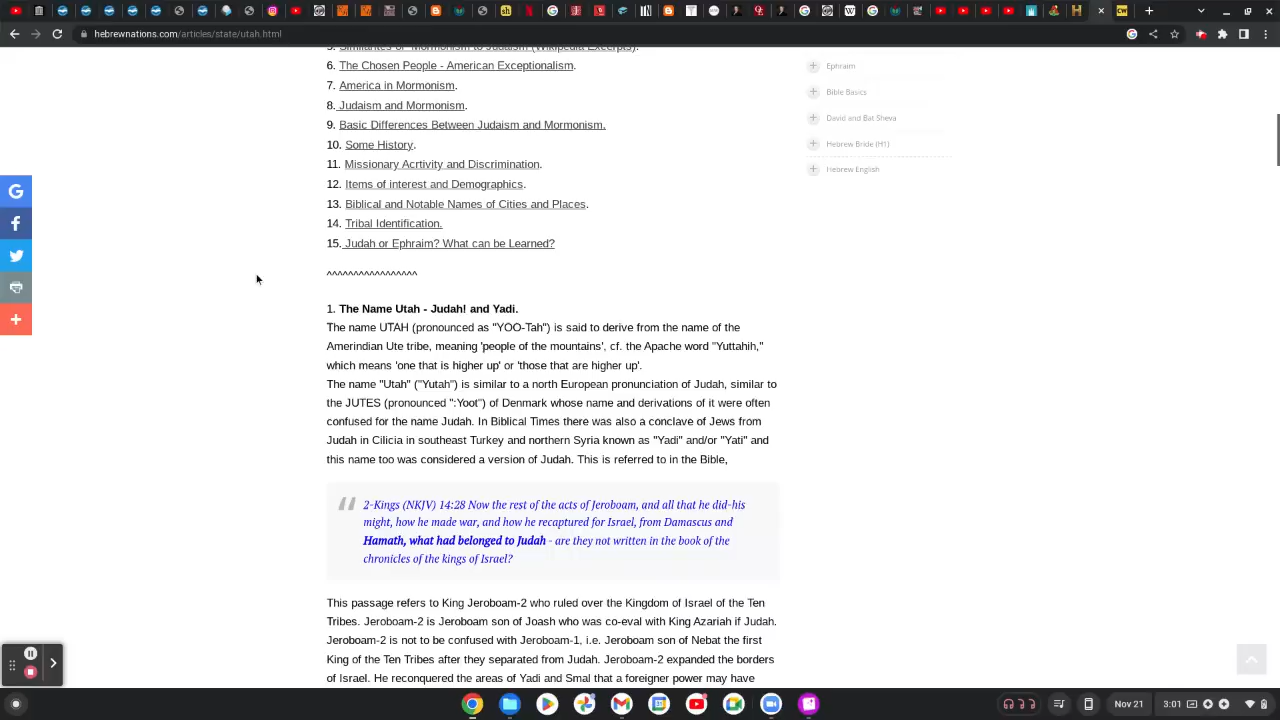 hebrewnations.com/articles/state/utah.html
5. Similarites of Mormonism to Judaism (Wikipedia Excerpts).
6. The Chosen People - American Exceptionalism.
7. America in Mormonism.
8. Judaism and Mormonism.
9. Basic Differences Between Judaism and Mormonism.
10. Some History.
11. Missionary Acrtivity and Discrimination.
12. Items of interest and Demographics.
13. Biblical and Notable Names of Cities and Places.
14. Tribal Identification.
15. Judah or Ephraim? What can be Learned?
^^^^^^^^^^^^^^^^^
1. The Name Utah - Judah! and Yadi.
The name UTAH (pronounced as "YOO-Tah") is said to derive from the name of the
Amerindian Ute tribe, meaning 'people of the mountains', cf. the Apache word "Yuttahih,"
which means 'one that is higher up' or 'those that are higher up'.
The name "Utah" ("Yutah") is similar to a north European pronunciation of Judah, similar to
the JUTES (pronounced ":Yoot") of Denmark whose name and derivations of it were often
confused for the name Judah. In Biblical Times there was also a conclave of Jews from
Judah in Cilicia in southeast Turkey and northern Syria known as "Yadi" and/or "Yati" and
this name too was considered a version of Judah. This is referred to in the Bible,
2-Kings (NKJV) 14:28 Now the rest of the acts of Jeroboam, and all that he did-his
might, how he made war, and how he recaptured for Israel, from Damascus and
Hamath, what had belonged to Judah - are they not written in the book of the
chronicles of the kings of Israel?
This passage refers to King Jeroboam-2 who ruled over the Kingdom of Israel of the Ten
Tribes. Jeroboam-2 is Jeroboam son of Joash who was co-eval with King Azariah if Judah.
Jeroboam-2 is not to be confused with Jeroboam-1, i.e. Jeroboam son of Nebat the first
King of the Ten Tribes after they separated from Judah. Jeroboam-2 expanded the borders
of Israel. He reconquered the areas of Yadi and Smal that a foreigner power may have
Ephraim
Bible Basics
David and Bat Sheva
Hebrew Bride (H1)
Hebrew English
Nov 21
3:01